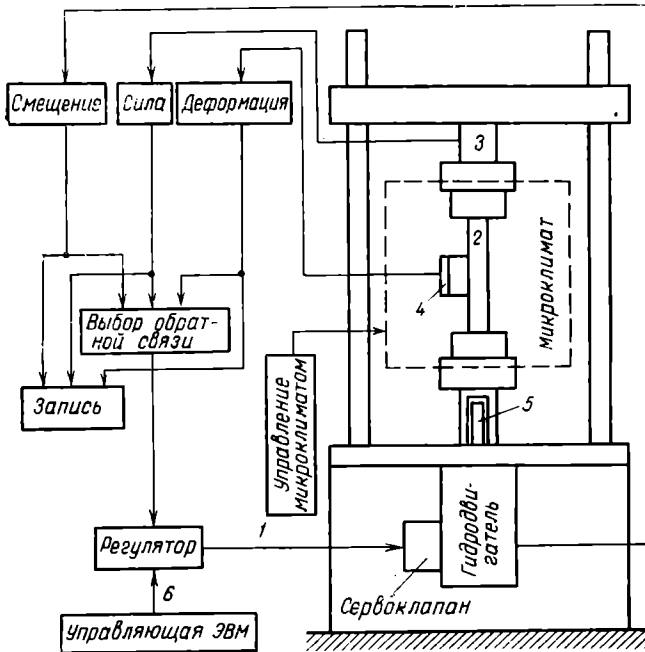 Смещение
Сила
Деформация
3
2
4
Микроклимат
Выбор обрат-
ной связи
Запись
Управление
микроклиматом
5
1
Регулятор
6
Управляющая ЭВМ
Гидродви-
гатель
Сервоклапан